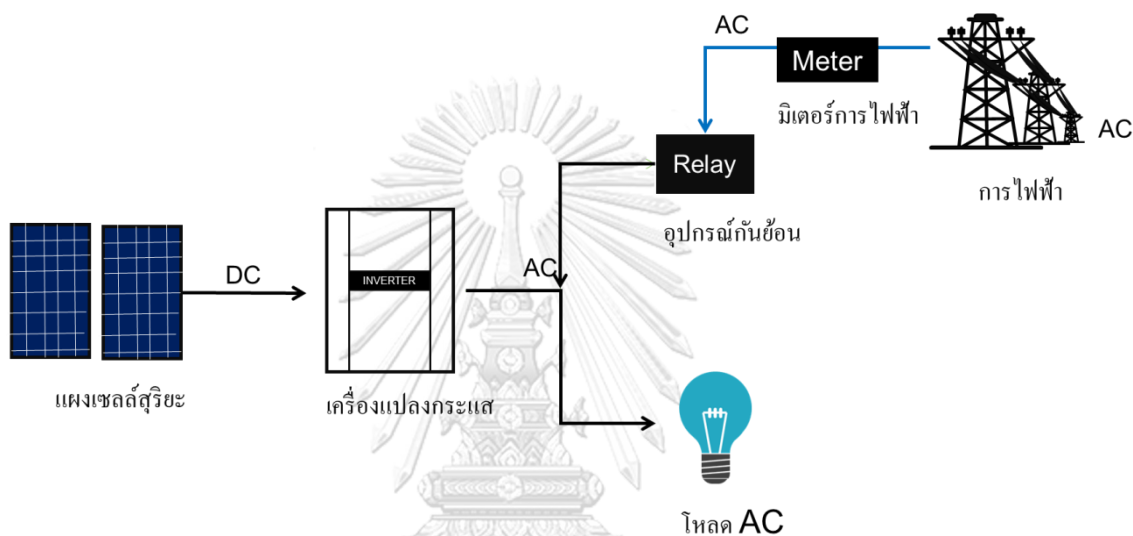 AC
Meter
มิเตอร์การไฟฟ้า
AC
Relay
การไฟฟ้า
อุปกรณ์กันย้อน
DC
INVERTER
AC
แผงเซลล์สุริยะ
เครื่องแปลงกระแส
โหลด AC